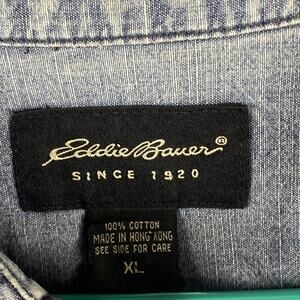 Eddie Bauer®
SINCE 1920
100% COTTON
MADE IN HONG KONG
SEE SIDE FOR CARE
XL